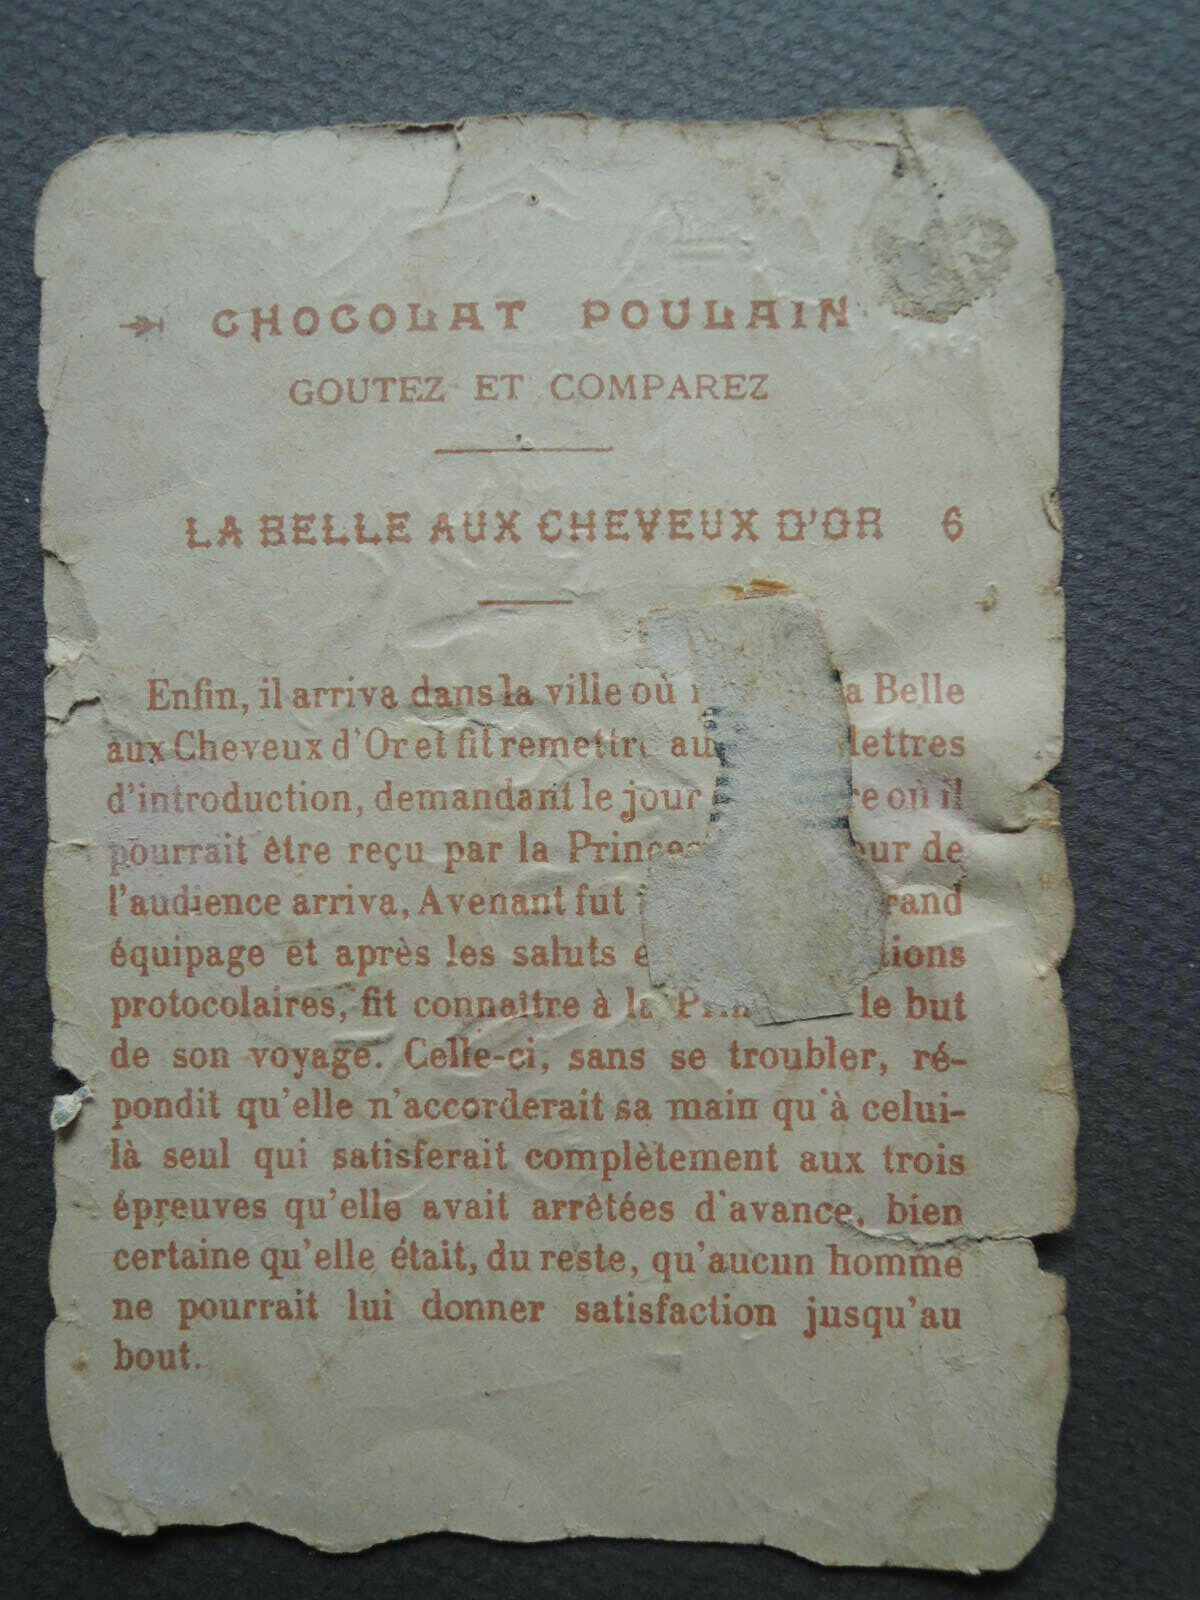 CHOCOLAT POULAIN
GOUTEZ ET COMPAREZ
LA BELLE AUX CHEVEUX D'OR 6
Enfin, il arriva dans la ville où Belle
aux Cheveux d'Or et fit remettre lettres
d'introduction, demandant le jour où il
pourrait être reçu par la de
l'audience arriva, Avenant fut
équipage et après les saluts
protocolaires, fit connaître à le but
de son voyage. Celle-ci, sans se troubler, ré-
pondit qu'elle n'accorderait sa main qu'à celui-
là seul qui satisferait complètement aux trois
épreuves qu'elle avait arrêtées d'avance, bien
certaine qu'elle était, du reste, qu'aucun homme
ne pourrait lui donner satisfaction jusqu'au
bout.